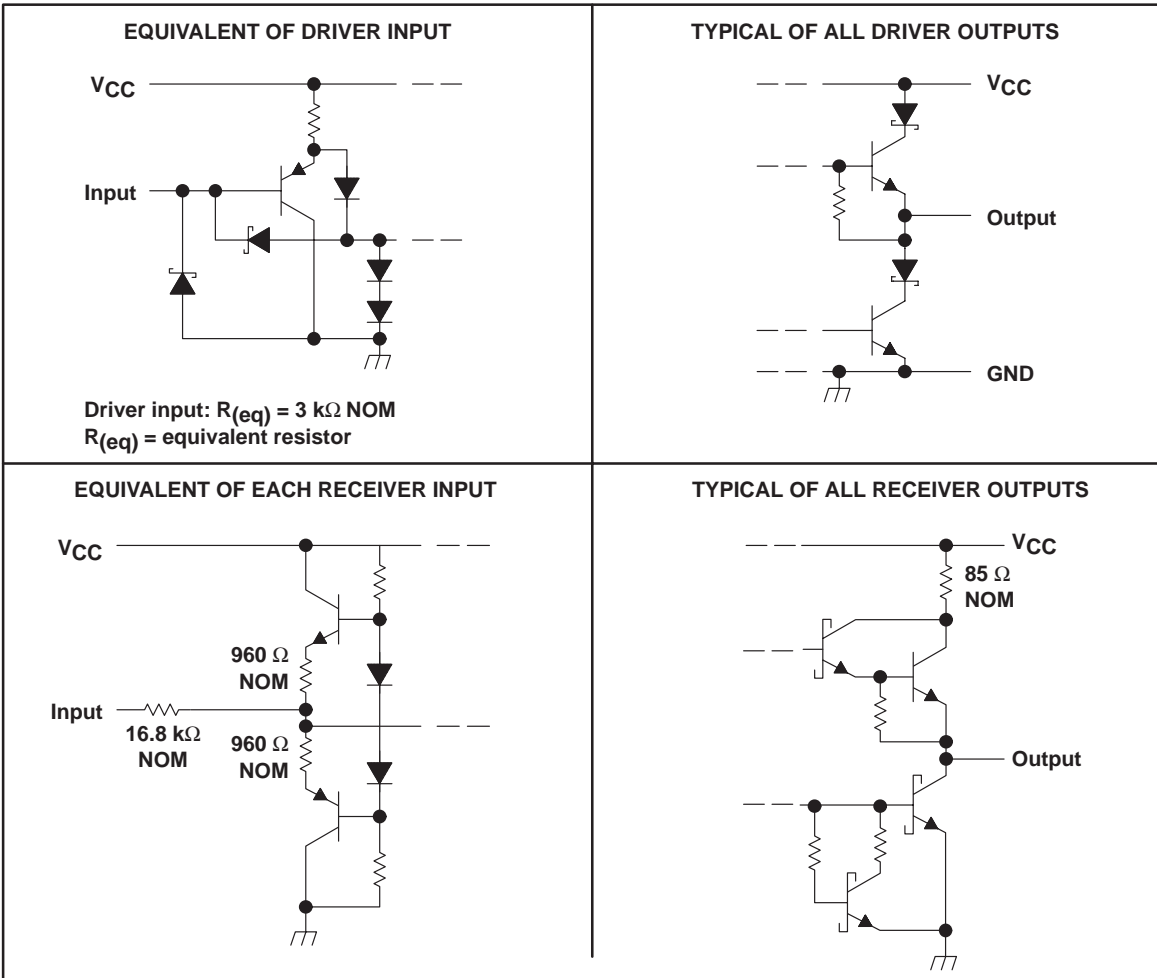 EQUIVALENT OF DRIVER INPUT
VCC
Input
Driver input: R(eq) = 3 kΩ NOM
R(eq) = equivalent resistor
TYPICAL OF ALL DRIVER OUTPUTS
VCC
Output
GND
EQUIVALENT OF EACH RECEIVER INPUT
VCC
960 Ω
NOM
Input
16.8 kΩ
NOM
960 Ω
NOM
TYPICAL OF ALL RECEIVER OUTPUTS
VCC
85 Ω
NOM
Output